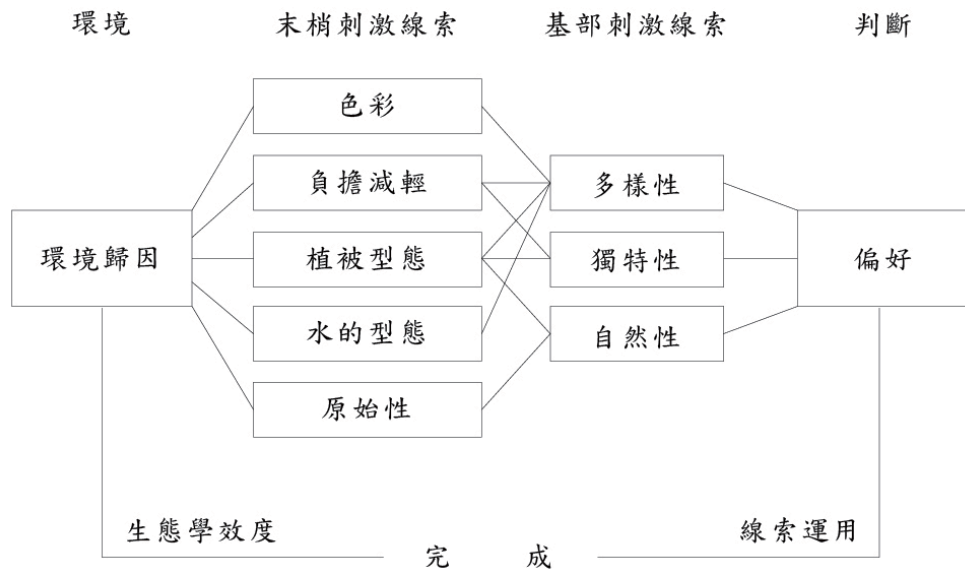 環境 末梢刺激線索 基部刺激線索 判斷
色彩
負擔減輕 多樣性
環境歸因 植被型態 獨特性 偏好
水的型態 自然性
原始性
生態學效度 線索運用
完 成